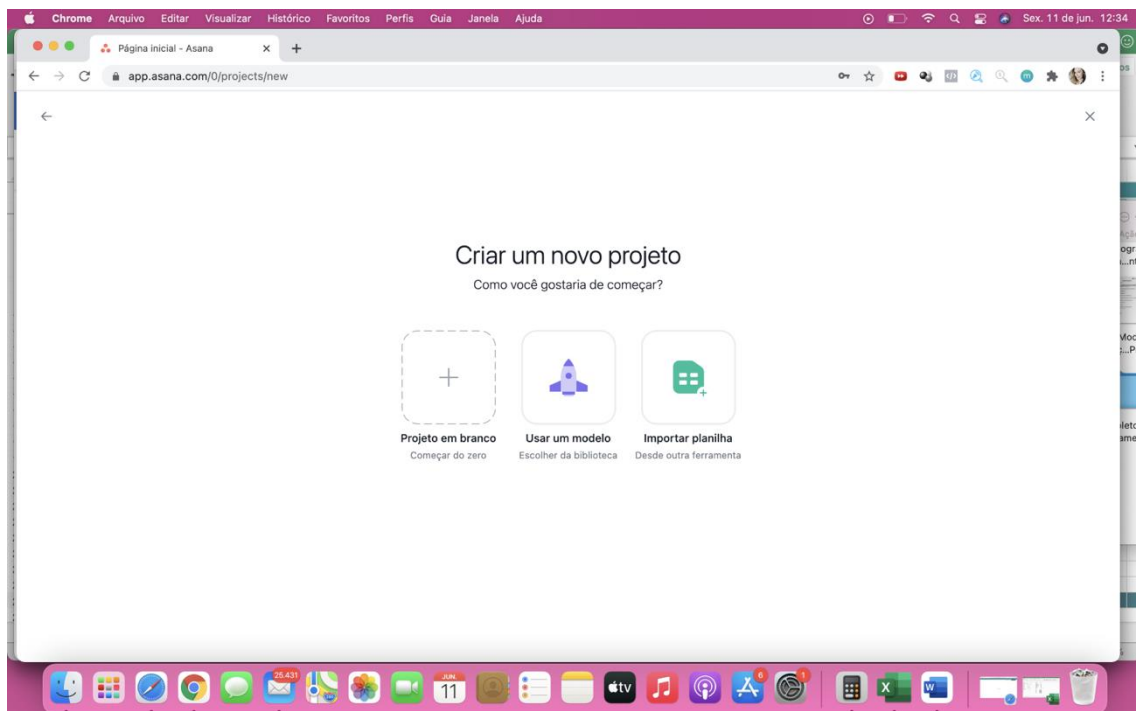 Chrome Arquivo Editar Visualizar Histórico Favoritos Perfis Guia Janela Ajuda Sex. 11 de jun. 12:34
Página inicial - Asana
app.asana.com/0/projects/new
Criar um novo projeto
Como você gostaria de começar?
Projeto em branco Usar um modelo Importar planilha
Começar do zero Escolher da biblioteca Desde outra ferramenta
25.431
JUN.
11
tv
6
1
X
W